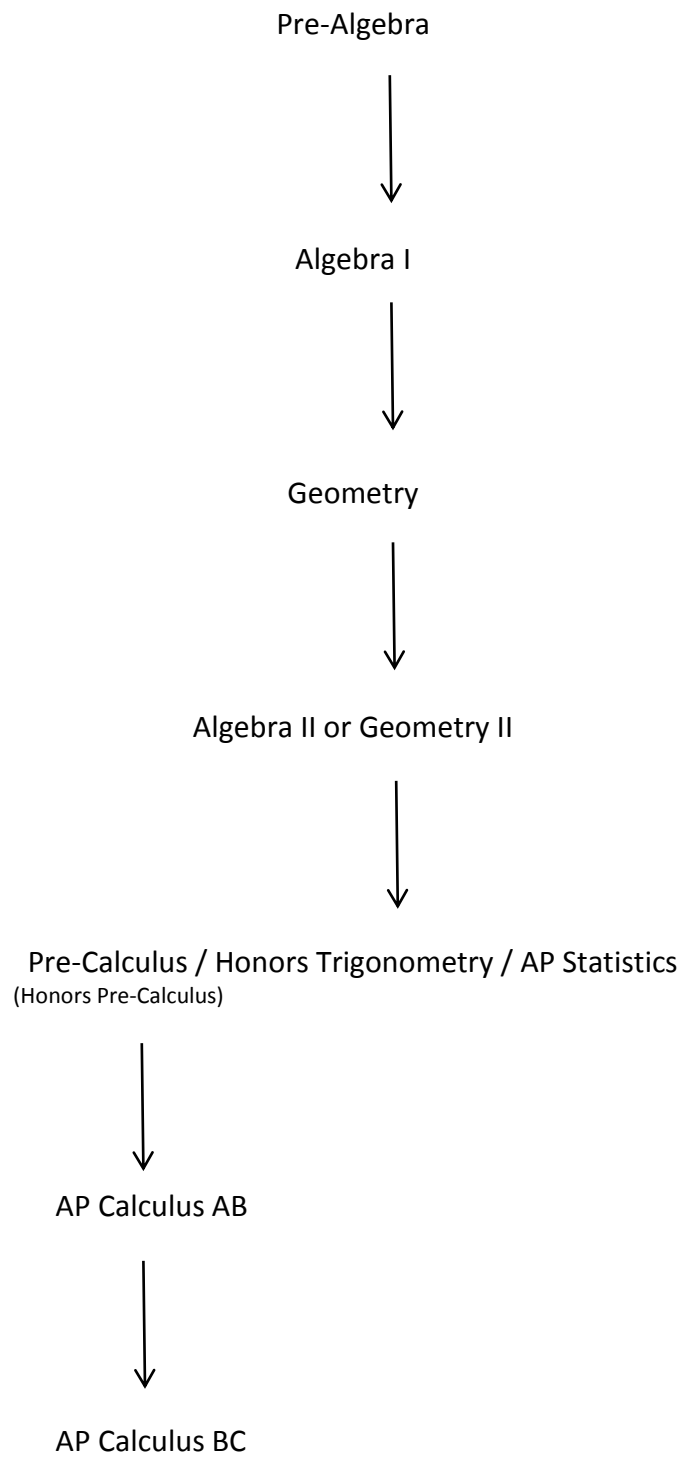 Pre-Algebra
Algebra I
Geometry
Algebra II or Geometry II
Pre-Calculus / Honors Trigonometry / AP Statistics
(Honors Pre-Calculus)
AP Calculus AB
AP Calculus BC